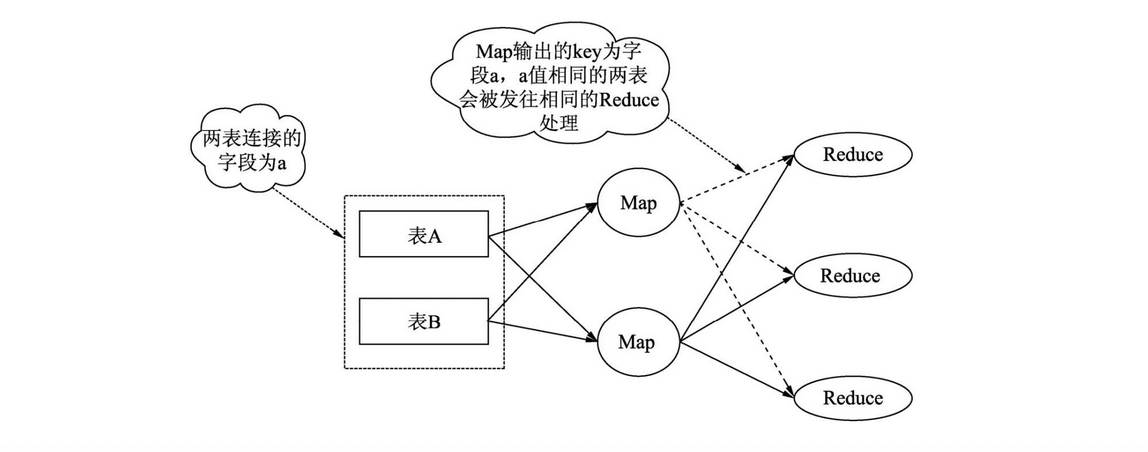 Map输出的key为字
段a，a值相同的两表
会被发往相同的Reduce
处理
两表连接的
字段为a
表A
表B
Map
Map
Reduce
Reduce
Reduce